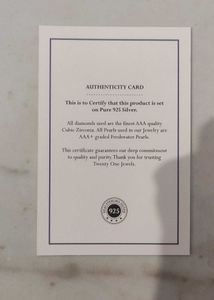 AUTHENTICITY CARD
This is to Certify that this product is set
on Pure 925 Silver.
All diamonds used are the finest AAA quality
Cubic Zirconia. All Pearls used in our Jewelry are
AAA+ graded Freshwater Pearls.
This certificate guarantees our deep commitment
to quality and purity. Thank you for trusting
Twenty One Jewels.
925